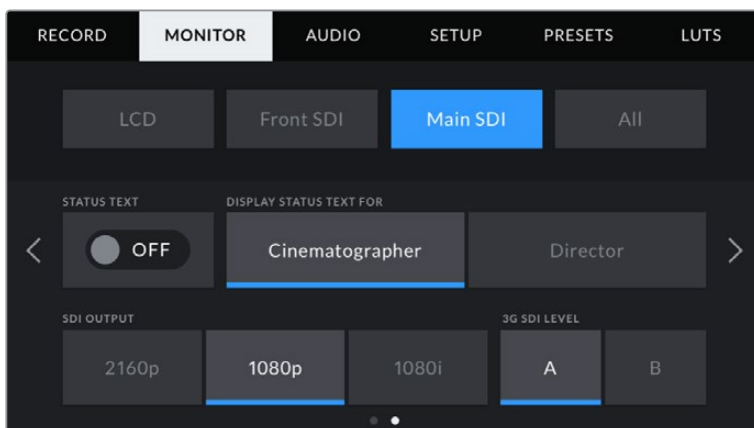 RECORD MONITOR AUDIO SETUP PRESETS LUTS
LCD Front SDI Main SDI All
STATUS TEXT DISPLAY STATUS TEXT FOR
OFF Cinematographer Director
SDI OUTPUT 3G SDI LEVEL
2160p 1080p 1080i A B